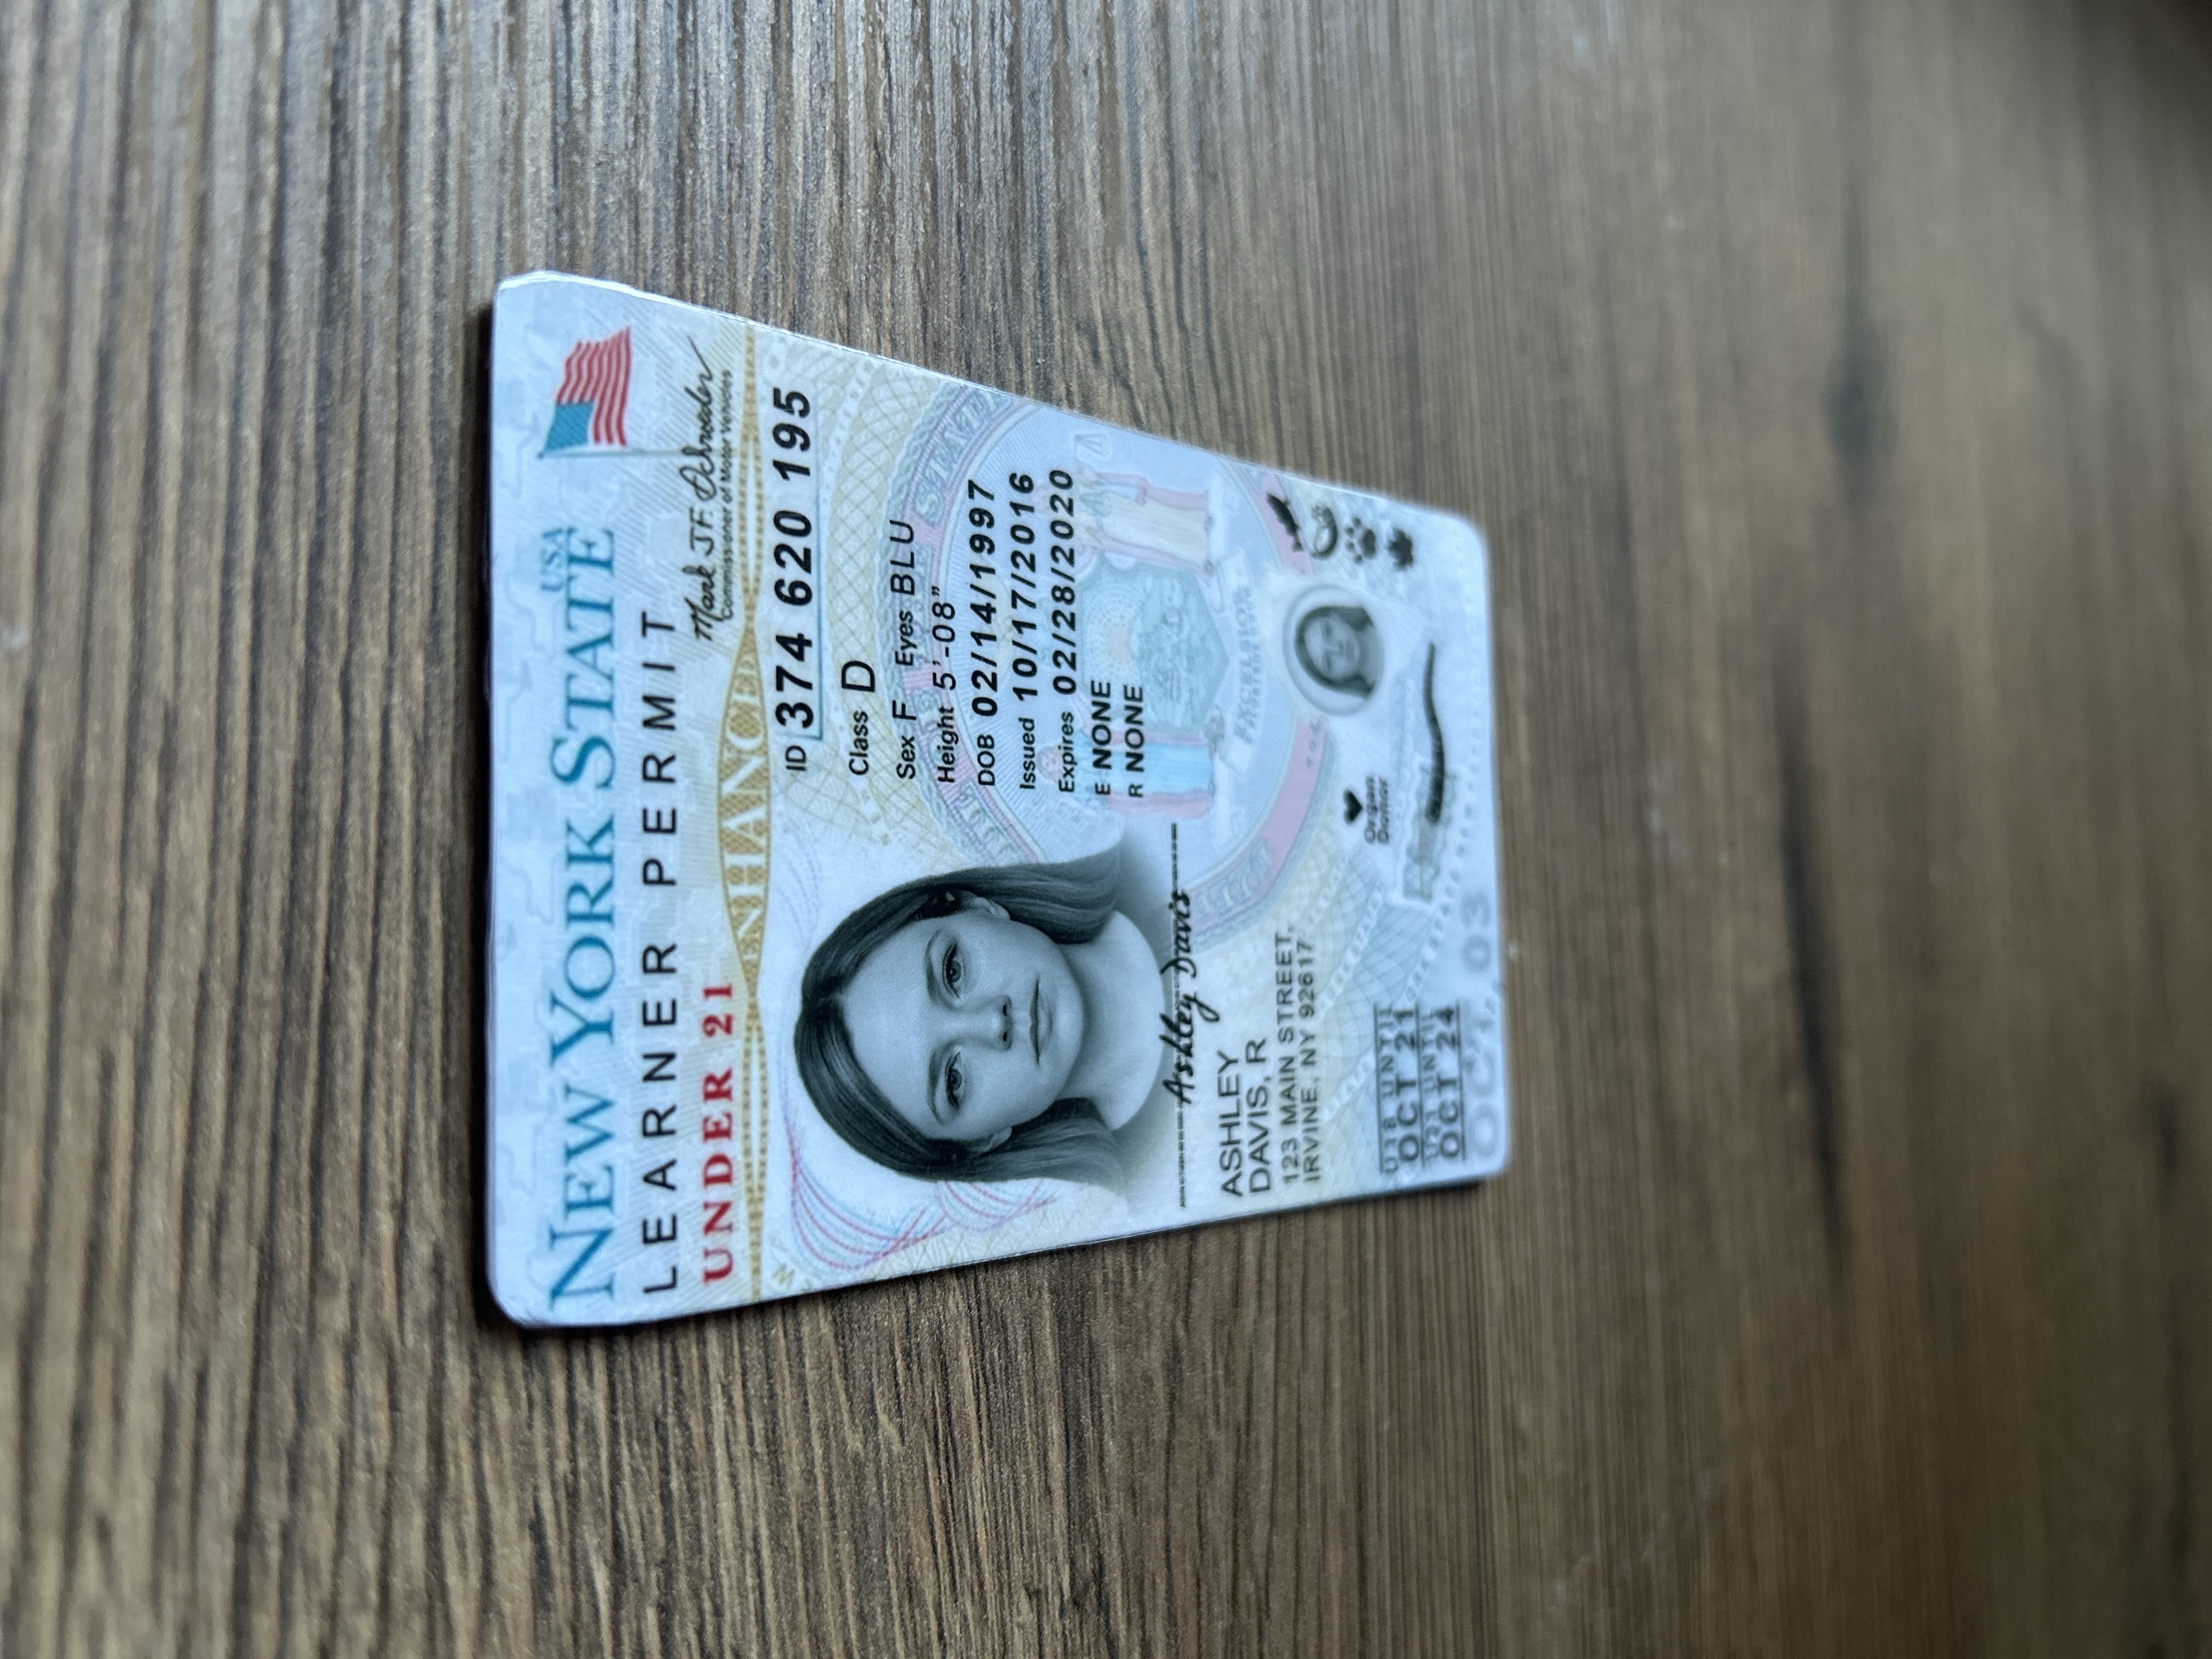 NEW YORK STATE
USA
LEARNER PERMIT
UNDER 21
Mark J.F. Schroeder
Commissioner of Motor Vehicles
ENHANCED
ID 374 620 195
Class D
Sex F Eyes BLU
Height 5'-08"
DOB 02/14/1997
Issued 10/17/2016
Expires 02/28/2020
E NONE
R NONE
Ashley Davis
ASHLEY
DAVIS, R
123 MAIN STREET,
IRVINE, NY 92617
EXCELSIOR
Organ
Donor
U18 UNTIL
OCT 21
U21 UNTIL
OCT 24
OCT 03